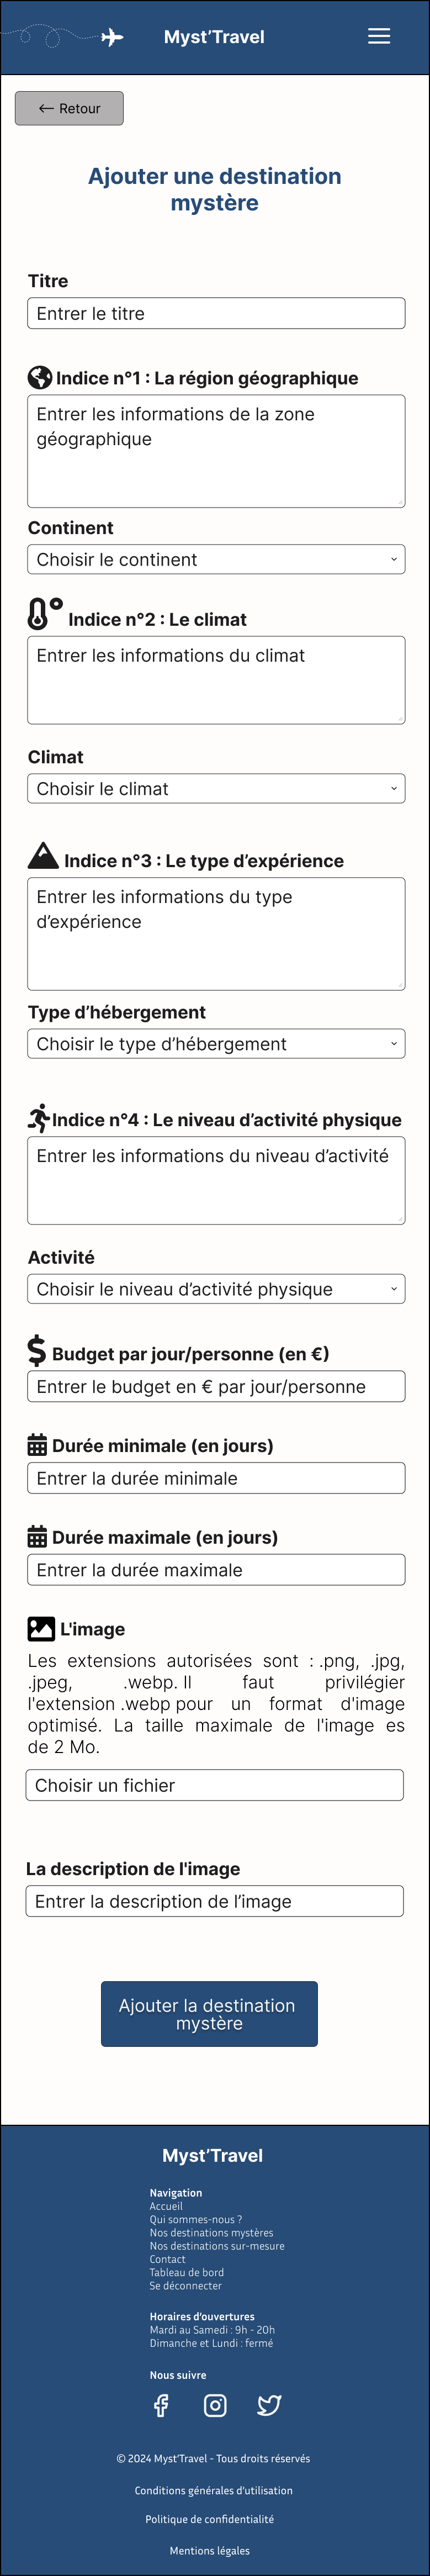 Myst’Travel
Retour
Ajouter une destination
mystère
Titre
Entrer le titre
Indice n°1 : La région géographique
Entrer les informations de la zone
géographique
Continent
Choisir le continent
Indice n°2 : Le climat
Entrer les informations du climat
Climat
Choisir le climat
Indice n°3 : Le type d’expérience
Entrer les informations du type
d’expérience
Type d’hébergement
Choisir le type d’hébergement
Indice n°4 : Le niveau d’activité physique
Entrer les informations du niveau d’activité
Activité
Choisir le niveau d’activité physique
Budget par jour/personne (en €)
Entrer le budget en € par jour/personne
Durée minimale (en jours)
Entrer la durée minimale
Durée maximale (en jours)
Entrer la durée maximale
L'image
Les extensions autorisées sont : .png, .jpg,
.jpeg, .webp. Il faut privilégier
l'extension .webp pour un format d'image
optimisé. La taille maximale de l'image es
de 2 Mo.
Choisir un fichier
La description de l'image
Entrer la description de l’image
Ajouter la destination
mystère
Myst’Travel
Navigation
Accueil
Qui sommes-nous ?
Nos destinations mystères
Nos destinations sur-mesure
Contact
Tableau de bord
Se déconnecter
Horaires d’ouvertures
Mardi au Samedi : 9h - 20h
Dimanche et Lundi : fermé
Nous suivre
© 2024 Myst’Travel - Tous droits réservés
Conditions générales d’utilisation
Politique de confidentialité
Mentions légales